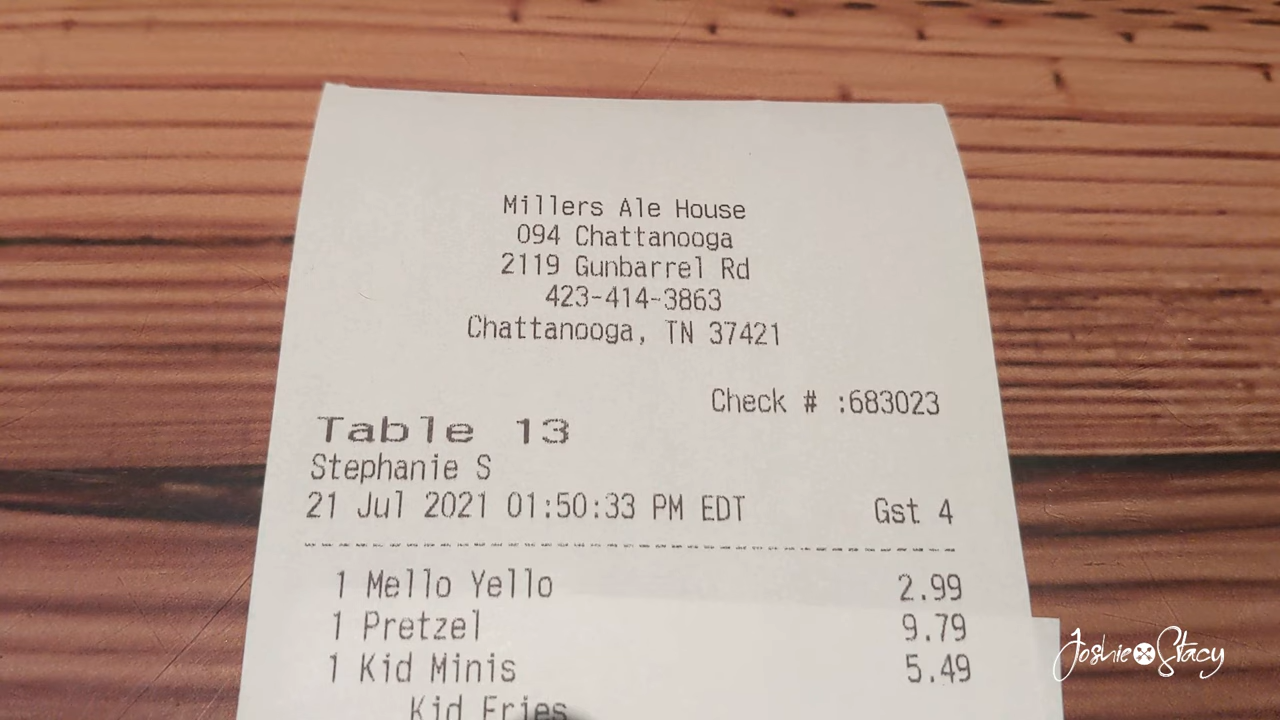 Millers Ale House
094 Chattanooga
2119 Gunbarrel Rd
423-414-3863
Chattanooga, TN 37421
Check # :683023
Table 13
Stephanie S
21 Jul 2021 01:50:33 PM EDT Gst 4
1 Mello Yello 2.99
1 Pretzel 9.79
1 Kid Minis 5.49
Kid Fries
Joshie Stacy